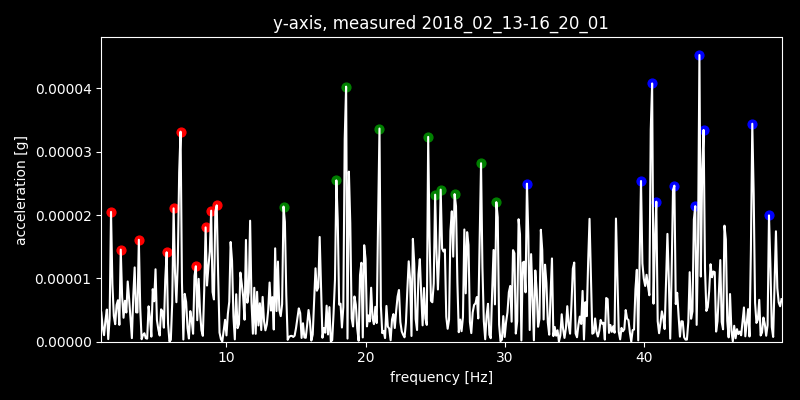 y-axis, measured 2018_02_13-16_20_01
acceleration [g]
0.00004
0.00003
0.00002
0.00001
0.00000
10 20 30 40
frequency [Hz]